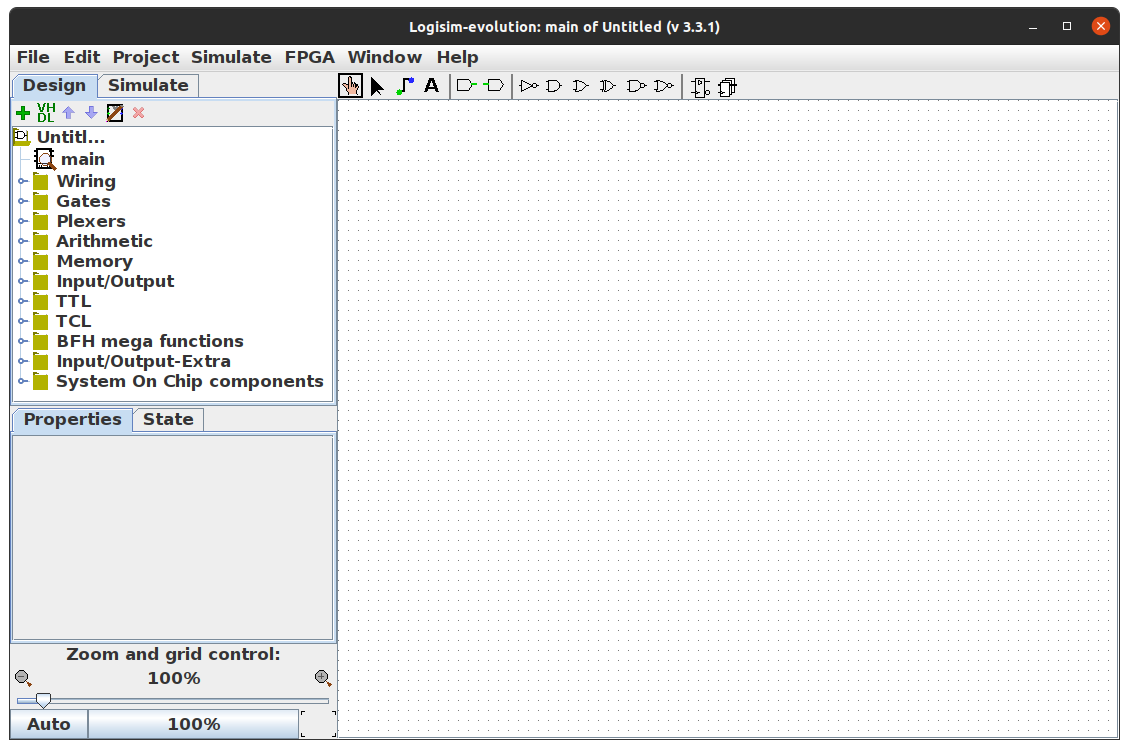 Logisim-evolution: main of Untitled (v 3.3.1)
File Edit Project Simulate FPGA Window Help
Design Simulate
A
VH
DL
Untitl...
main
Wiring
Gates
Plexers
Arithmetic
Memory
Input/Output
TTL
TCL
BFH mega functions
Input/Output-Extra
System On Chip components
Properties State
Zoom and grid control:
100%
Auto 100%